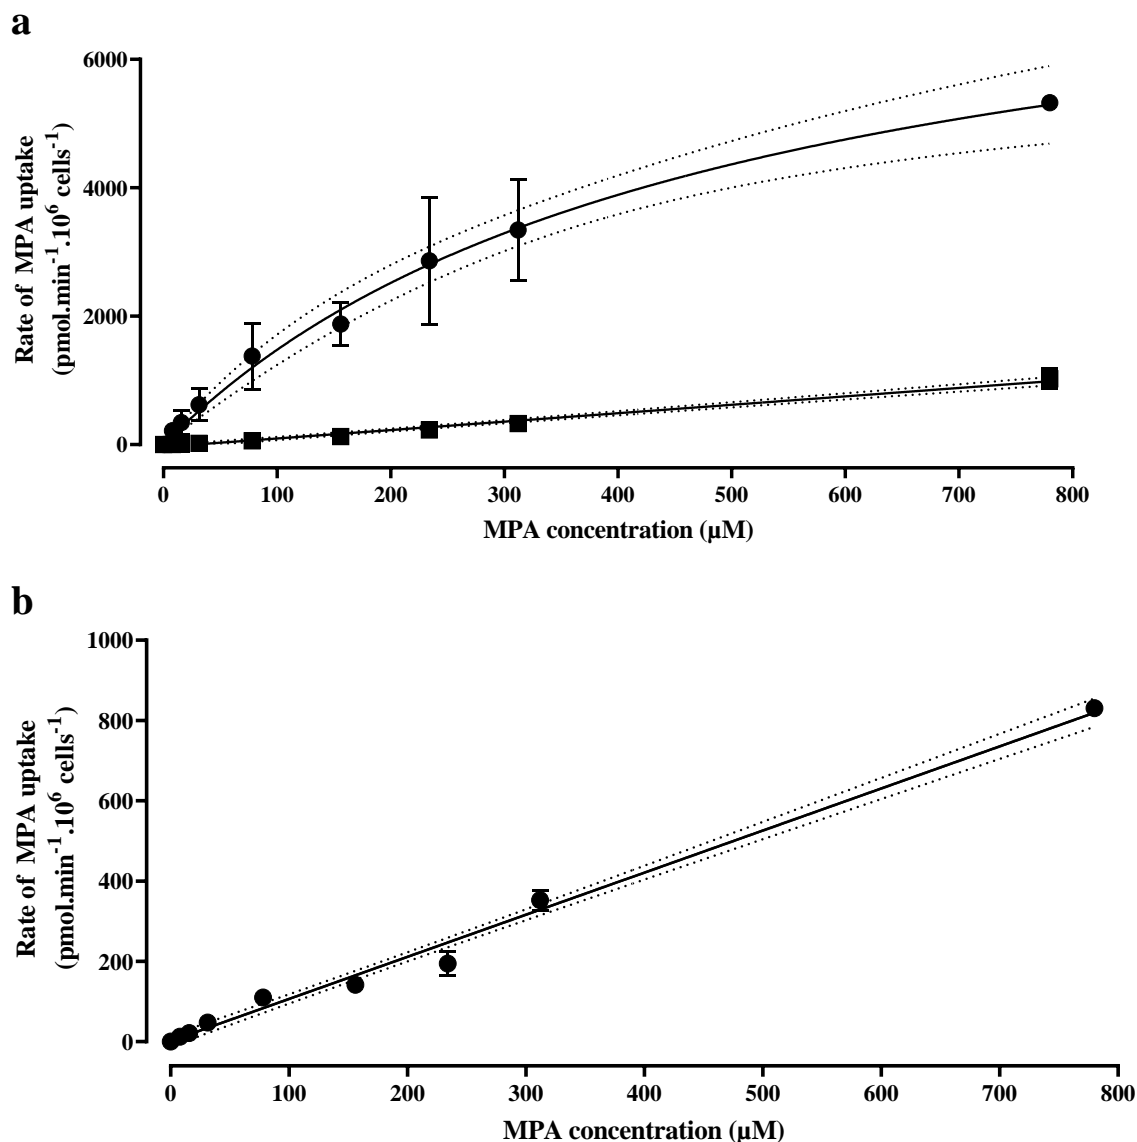 a
6000
4000
2000
0
Rate of MPA uptake
(pmol.min⁻¹.10⁶ cells⁻¹)
0 100 200 300 400 500 600 700 800
MPA concentration (µM)
b
1000
800
600
400
200
0
Rate of MPA uptake
(pmol.min⁻¹.10⁶ cells⁻¹)
0 100 200 300 400 500 600 700 800
MPA concentration (µM)